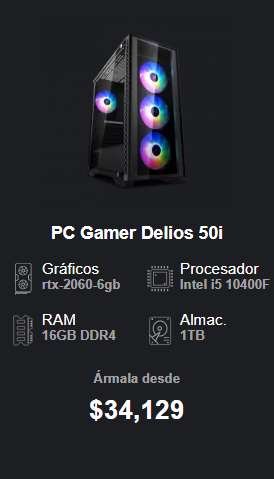 PC Gamer Delios 50i
Gráficos
rtx-2060-6gb
Procesador
Intel i5 10400F
RAM
16GB DDR4
Almac.
1TB
Ármala desde
$34,129